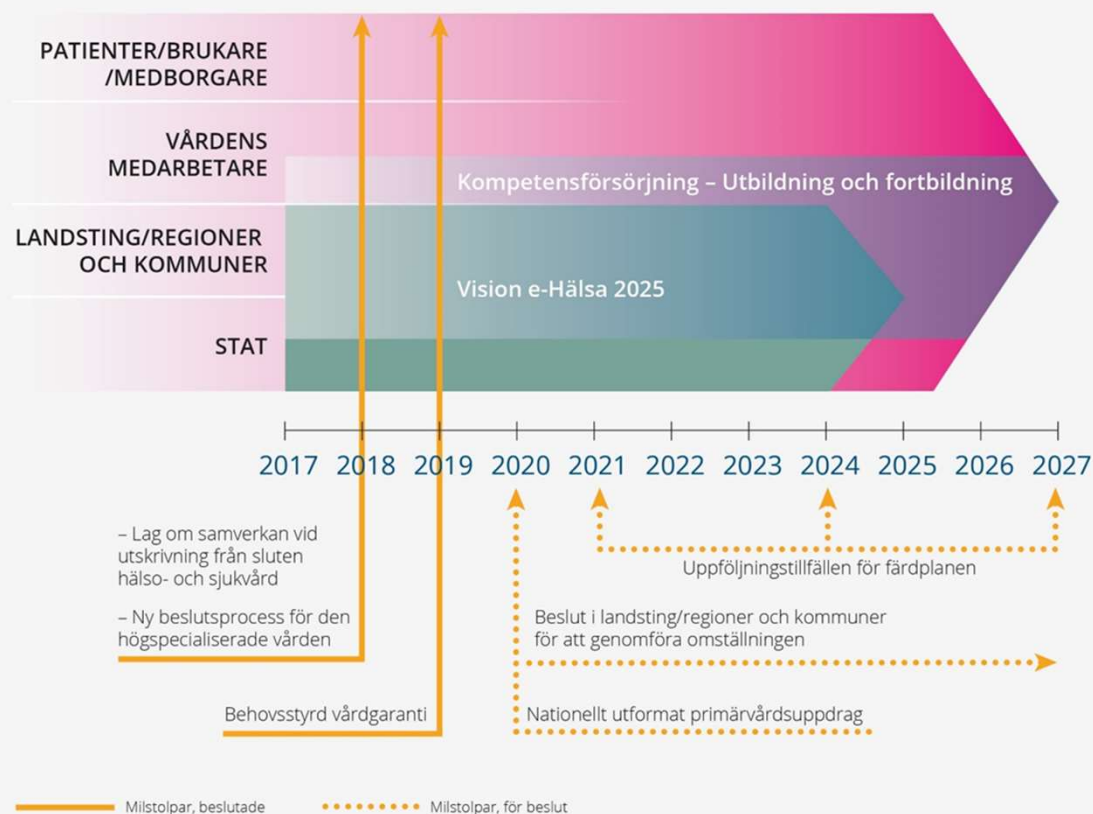 PATIENTER/BRUKARE
/MEDBORGARE
VÅRDENS
MEDARBETARE
Kompetensförsörjning – Utbildning och fortbildning
LANDSTING/REGIONER
OCH KOMMUNER
Vision e-Hälsa 2025
STAT
2017 2018 2019 2020 2021 2022 2023 2024 2025 2026 2027
– Lag om samverkan vid
utskrivning från sluten
hälso- och sjukvård
– Ny beslutsprocess för den
högspecialiserade vården
Uppföljningstillfällen för färdplanen
Beslut i landsting/regioner och kommuner
för att genomföra omställningen
Behovsstyrd vårdgaranti
Nationellt utformat primärvårdsuppdrag
Milstolpar, beslutade
Milstolpar, för beslut